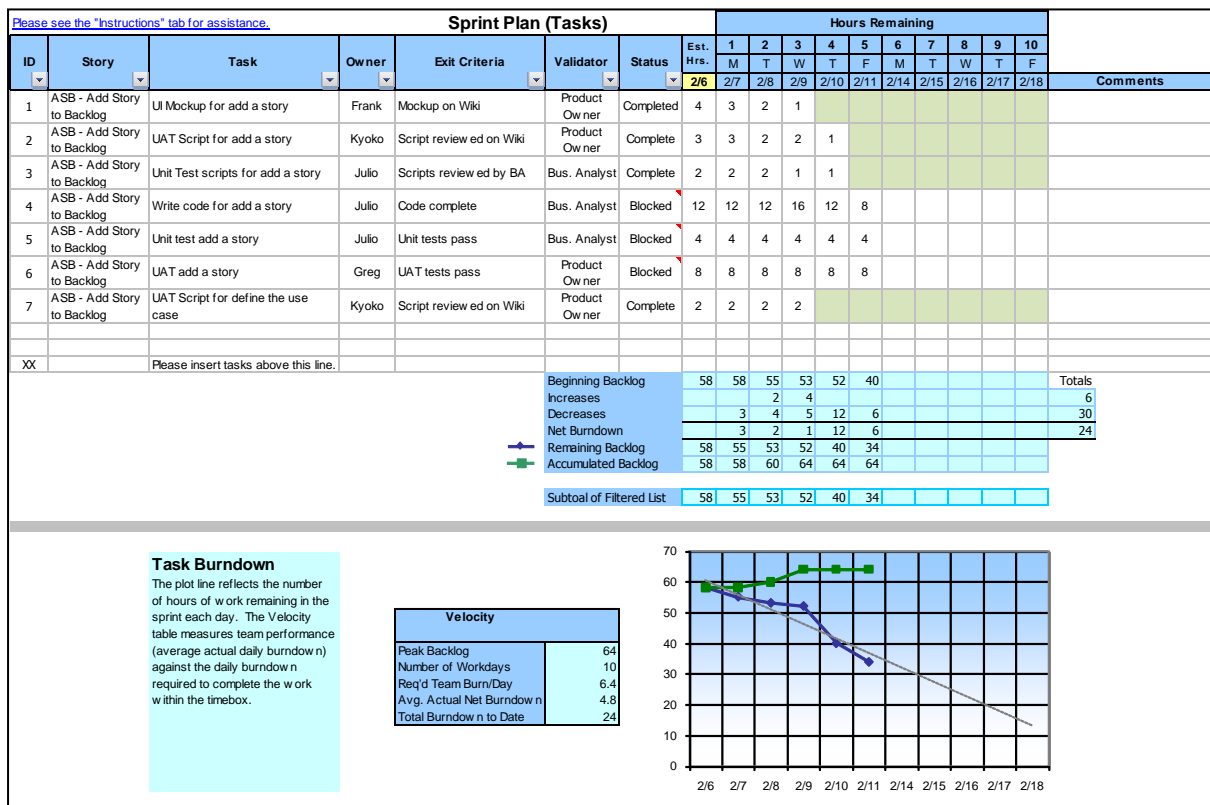 Please see the "Instructions" tab for assistance.
Sprint Plan (Tasks)
Hours Remaining
ID Story Task Owner Exit Criteria Validator Status Est. Hrs. 1 2 3 4 5 6 7 8 9 10
M T W T F M T W T F
2/6 2/7 2/8 2/9 2/10 2/11 2/14 2/15 2/16 2/17 2/18 Comments
1 ASB - Add Story to Backlog UI Mockup for add a story Frank Mockup on Wiki Product Owner Completed 4 3 2 1
2 ASB - Add Story to Backlog UAT Script for add a story Kyoko Script reviewed on Wiki Product Owner Complete 3 3 2 2 1
3 ASB - Add Story to Backlog Unit Test scripts for add a story Julio Scripts reviewed by BA Bus. Analyst Complete 2 2 2 1 1
4 ASB - Add Story to Backlog Write code for add a story Julio Code complete Bus. Analyst Blocked 12 12 12 16 12 8
5 ASB - Add Story to Backlog Unit test add a story Julio Unit tests pass Bus. Analyst Blocked 4 4 4 4 4 4
6 ASB - Add Story to Backlog UAT add a story Greg UAT tests pass Product Owner Blocked 8 8 8 8 8 8
7 ASB - Add Story to Backlog UAT Script for define the use case Kyoko Script reviewed on Wiki Product Owner Complete 2 2 2 2
XX Please insert tasks above this line.
Beginning Backlog 58 58 55 53 52 40 Totals
Increases 2 4 6
Decreases 3 4 5 12 6 30
Net Burndown 3 2 1 12 6 24
Remaining Backlog 58 55 53 52 40 34
Accumulated Backlog 58 58 60 64 64 64
Subtoal of Filtered List 58 55 53 52 40 34
Task Burndown
The plot line reflects the number
of hours of work remaining in the
sprint each day. The Velocity
table measures team performance
(average actual daily burndown)
against the daily burndown
required to complete the work
within the timebox.
Velocity
Peak Backlog 64
Number of Workdays 10
Req'd Team Burn/Day 6.4
Avg. Actual Net Burndown 4.8
Total Burndown to Date 24
70
60
50
40
30
20
10
0
2/6 2/7 2/8 2/9 2/10 2/11 2/14 2/15 2/16 2/17 2/18